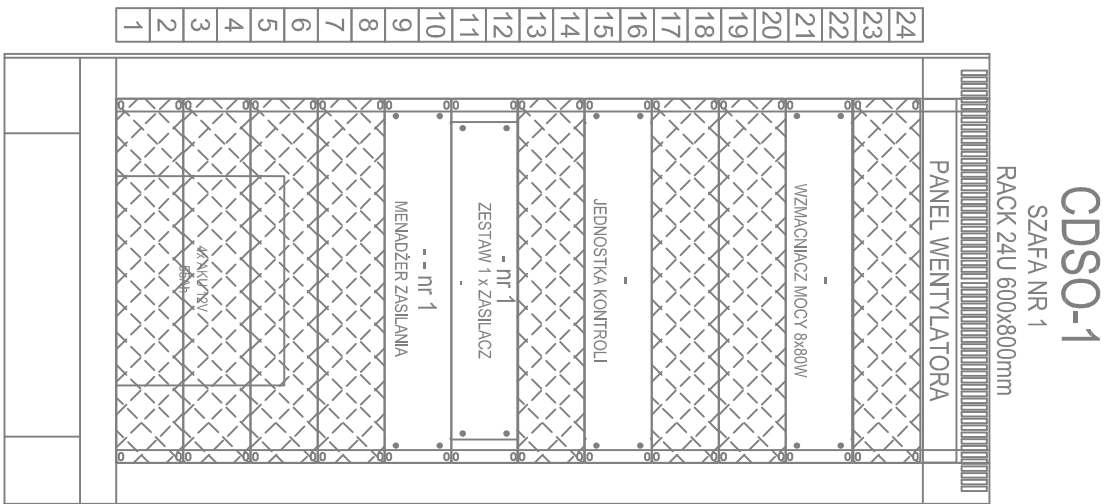 CDSO-1
SZAFA NR 1
RACK 24U 600x800mm
PANEL WENTYLATORA
24
23
22
21
-
WZMACNIACZ MOCY 8x80W
20
19
18
17
16
15
-
JEDNOSTKA KONTROLI
14
13
12
11
- nr 1
ZESTAW 1 x ZASILACZ
-
10
9
- - nr 1
MENADŻER ZASILANIA
8
7
6
5
4
3
2
1
4X AKU 12V